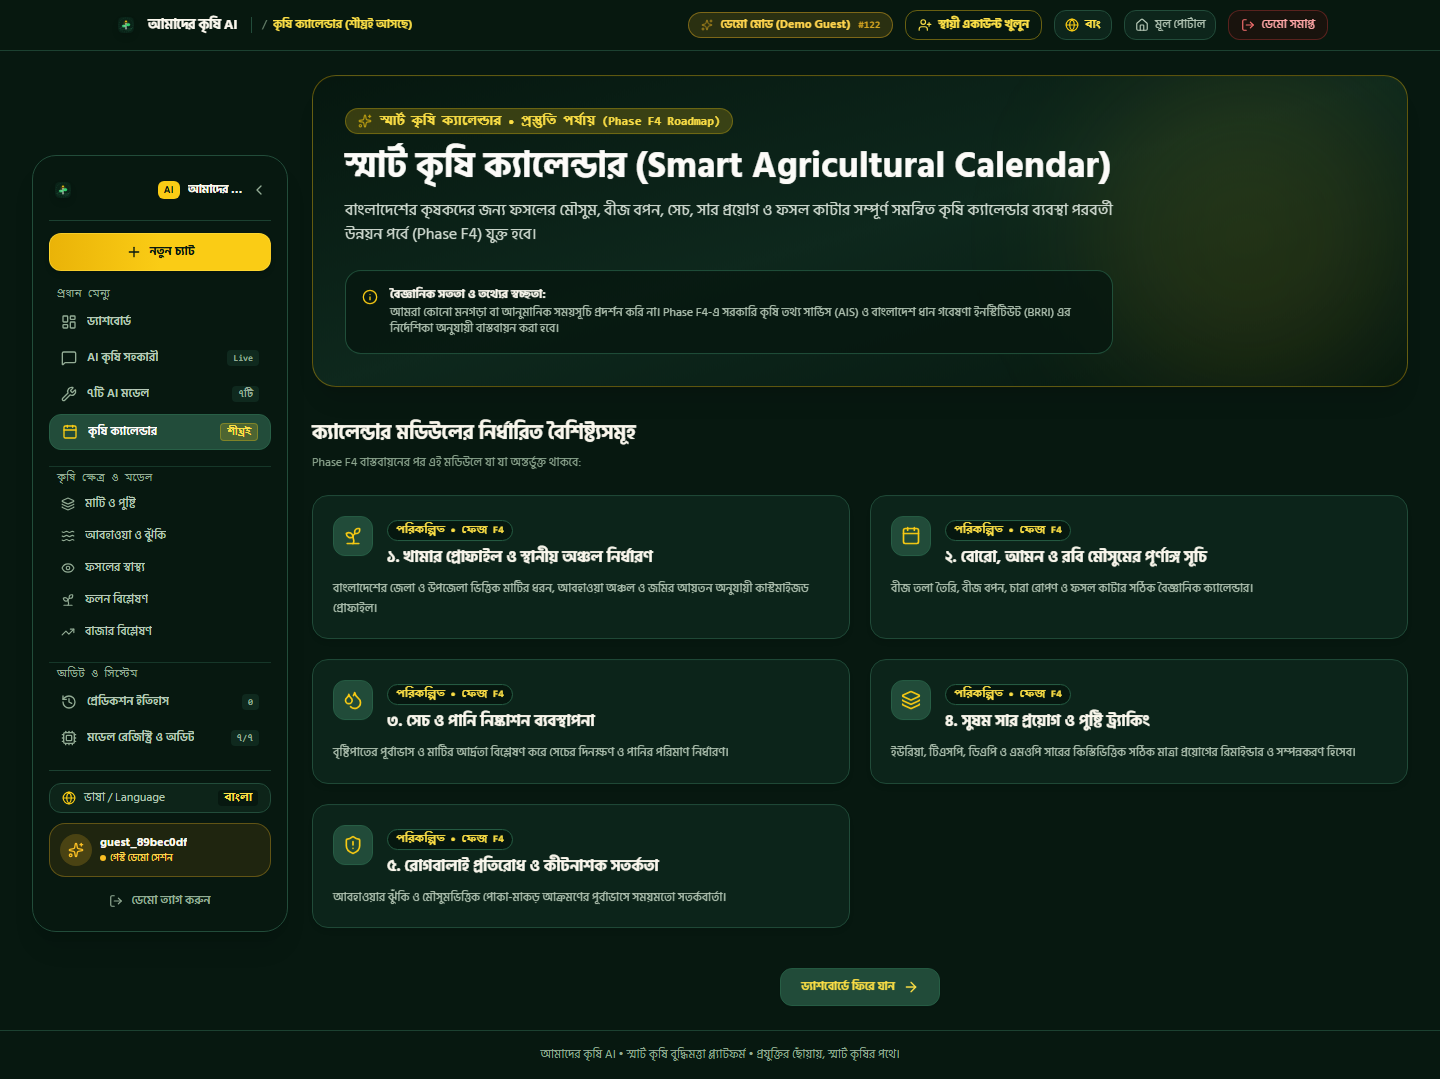 আমাদের কৃষি AI
/ কৃষি ক্যালেন্ডার (শীঘ্রই আসছে)
ডেমো মোড (Demo Guest) #122
স্থায়ী একাউন্ট খুলুন
বাং
মূল পোর্টাল
ডেমো সমাপ্ত
AI আমাদের ...
নতুন চ্যাট
প্রধান মেন্যু
ড্যাশবোর্ড
AI কৃষি সহকারী Live
৭টি AI মডেল ৭টি
কৃষি ক্যালেন্ডার শীঘ্রই
কৃষি ক্ষেত্র ও মডেল
মাটি ও পুষ্টি
আবহাওয়া ও ঝুঁকি
ফসলের স্বাস্থ্য
ফলন বিশ্লেষণ
বাজার বিশ্লেষণ
অডিট ও সিস্টেম
প্রেডিকশন ইতিহাস 0
মডেল রেজিস্ট্রি ও অডিট ৭/৭
ভাষা / Language বাংলা
guest_89bec0df
গেস্ট ডেমো সেশন
ডেমো ত্যাগ করুন
স্মার্ট কৃষি ক্যালেন্ডার • প্রস্তুতি পর্যায় (Phase F4 Roadmap)
স্মার্ট কৃষি ক্যালেন্ডার (Smart Agricultural Calendar)
বাংলাদেশের কৃষকদের জন্য ফসলের মৌসুম, বীজ বপন, সেচ, সার প্রয়োগ ও ফসল কাটার সম্পূর্ণ সমন্বিত কৃষি ক্যালেন্ডার ব্যবস্থা পরবর্তী
উন্নয়ন পর্বে (Phase F4) যুক্ত হবে।
বৈজ্ঞানিক সততা ও তথ্যের স্বচ্ছতা:
আমরা কোনো মনগড়া বা আনুমানিক সময়সূচি প্রদর্শন করি না। Phase F4-এ সরকারি কৃষি তথ্য সার্ভিস (AIS) ও বাংলাদেশ ধান গবেষণা ইনস্টিটিউট (BRRI) এর
নির্দেশিকা অনুযায়ী বাস্তবায়ন করা হবে।
ক্যালেন্ডার মডিউলের নির্ধারিত বৈশিষ্ট্যসমূহ
Phase F4 বাস্তবায়নের পর এই মডিউলে যা যা অন্তর্ভুক্ত থাকবে:
পরিকল্পিত • ফেজ F4
১. খামার প্রোফাইল ও স্থানীয় অঞ্চল নির্ধারণ
বাংলাদেশের জেলা ও উপজেলা ভিত্তিক মাটির ধরন, আবহাওয়া অঞ্চল ও জমির আয়তন অনুযায়ী কাস্টমাইজড
প্রোফাইল।
পরিকল্পিত • ফেজ F4
২. বোরো, আমন ও রবি মৌসুমের পূর্ণাঙ্গ সূচি
বীজ তলা তৈরি, বীজ বপন, চারা রোপণ ও ফসল কাটার সঠিক বৈজ্ঞানিক ক্যালেন্ডার।
পরিকল্পিত • ফেজ F4
৩. সেচ ও পানি নিষ্কাশন ব্যবস্থাপনা
বৃষ্টিপাতের পূর্বাভাস ও মাটির আর্দ্রতা বিশ্লেষণ করে সেচের দিনক্ষণ ও পানির পরিমাণ নির্ধারণ।
পরিকল্পিত • ফেজ F4
৪. সুষম সার প্রয়োগ ও পুষ্টি ট্র্যাকিং
ইউরিয়া, টিএসপি, ডিএপি ও এমওপি সারের কিস্তিভিত্তিক সঠিক মাত্রা প্রয়োগের রিমাইন্ডার ও সম্পন্নকরণ হিসেব।
পরিকল্পিত • ফেজ F4
৫. রোগবালাই প্রতিরোধ ও কীটনাশক সতর্কতা
আবহাওয়ার ঝুঁকি ও মৌসুমভিত্তিক পোকা-মাকড় আক্রমণের পূর্বাভাসে সময়মতো সতর্কবার্তা।
ড্যাশবোর্ডে ফিরে যান
আমাদের কৃষি AI • স্মার্ট কৃষি বুদ্ধিমত্তা প্ল্যাটফর্ম • প্রযুক্তির ছোঁয়ায়, স্মার্ট কৃষির পথে।